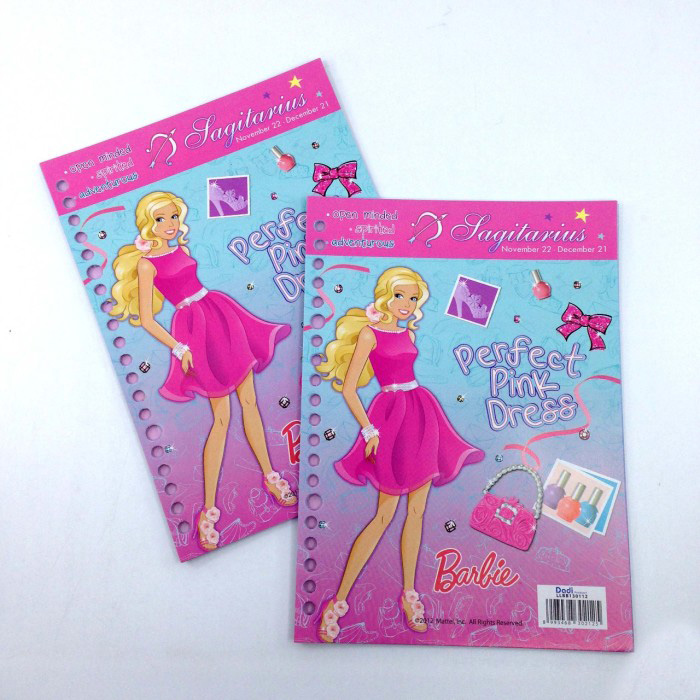 • open minded
• spirited
adventurous
Sagitarius
November 22 - December 21
Perfect
Pink
Dress
Barbie
• open minded
• spirited
adventurous
Sagitarius
November 22 - December 21
Perfect
Pink
Dress
Barbie
Dodi
LLBB130112
©2012 Mattel, Inc. All Rights Reserved.